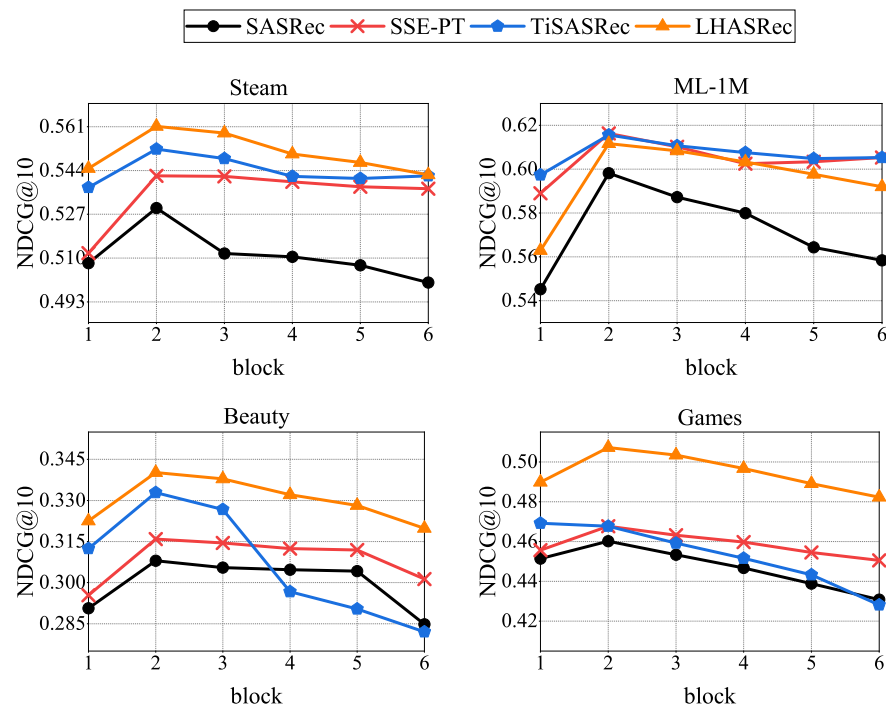 SASRec SSE-PT TiSASRec LHASRec
Steam
NDCG@10
0.561
0.544
0.527
0.510
0.493
1 2 3 4 5 6
block
ML-1M
NDCG@10
0.62
0.60
0.58
0.56
0.54
1 2 3 4 5 6
block
Beauty
NDCG@10
0.345
0.330
0.315
0.300
0.285
1 2 3 4 5 6
block
Games
NDCG@10
0.50
0.48
0.46
0.44
0.42
1 2 3 4 5 6
block